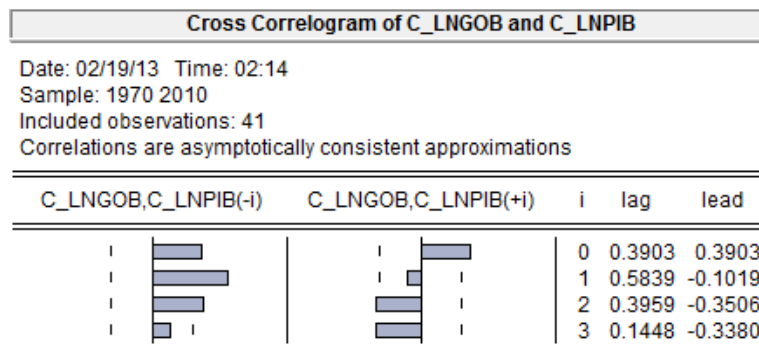 Cross Correlogram of C_LNGOB and C_LNPIB
Date: 02/19/13 Time: 02:14
Sample: 1970 2010
Included observations: 41
Correlations are asymptotically consistent approximations
C_LNGOB,C_LNPIB(-i) C_LNGOB,C_LNPIB(+i) i lag lead
0 0.3903 0.3903
1 0.5839 -0.1019
2 0.3959 -0.3506
3 0.1448 -0.3380